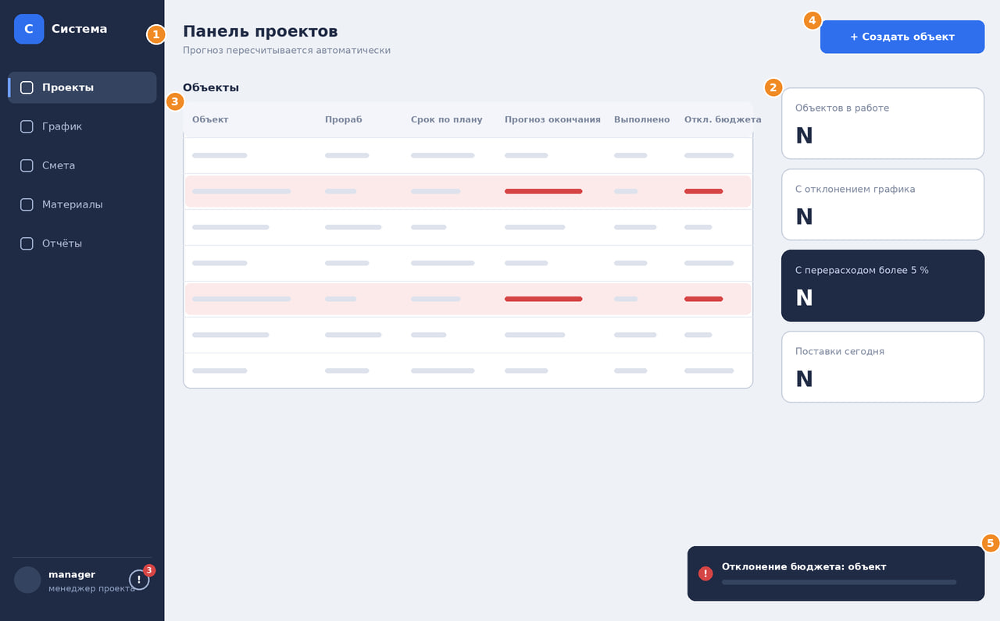 С
Система
1
Проекты
График
Смета
Материалы
Отчёты
manager
менеджер проекта
!
3
Панель проектов
Прогноз пересчитывается автоматически
4
+ Создать объект
Объекты
3
Объект Прораб Срок по плану Прогноз окончания Выполнено Откл. бюджета
2
Объектов в работе
N
С отклонением графика
N
С перерасходом более 5 %
N
Поставки сегодня
N
5
!
Отклонение бюджета: объект